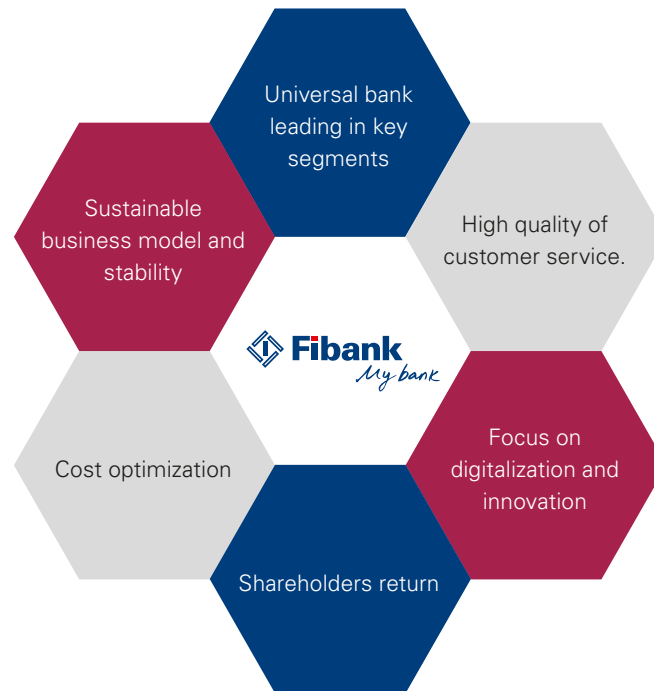 Universal bank
leading in key
segments
Sustainable
business model and
stability
High quality of
customer service.
Fibank
My bank
Cost optimization
Focus on
digitalization and
innovation
Shareholders return